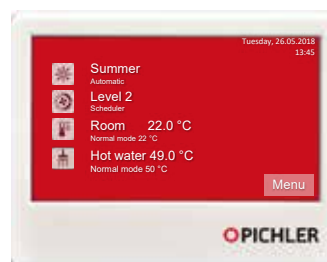 Tuesday, 26.05.2018
13:45
Summer
Automatic
Level 2
Scheduler
Room 22.0 °C
Normal mode 22 °C
Hot water 49.0 °C
Normal mode 50 °C
Menu
PICHLER